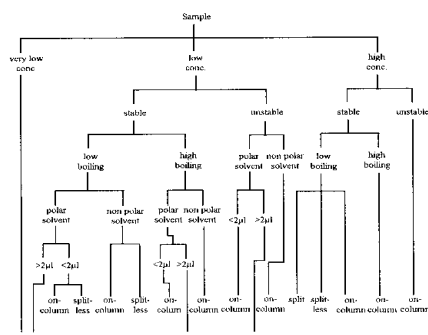 Sample
very low
conc
low
conc.
high
conc.
stable
unstable
stable
unstable
low
boiling
high
boiling
polar
solvent
non polar
solvent
low
boiling
high
boiling
polar
solvent
non polar
solvent
polar
solvent
non polar
solvent
<2μl
>2μl
>2μl
<2μl
<2μl
>2μl
on-
column
split-
less
on-
column
split-
less
on-
colum
on-
column
on-
column
on-
column
split
split-
less
on-
column
on-
column
on-
column